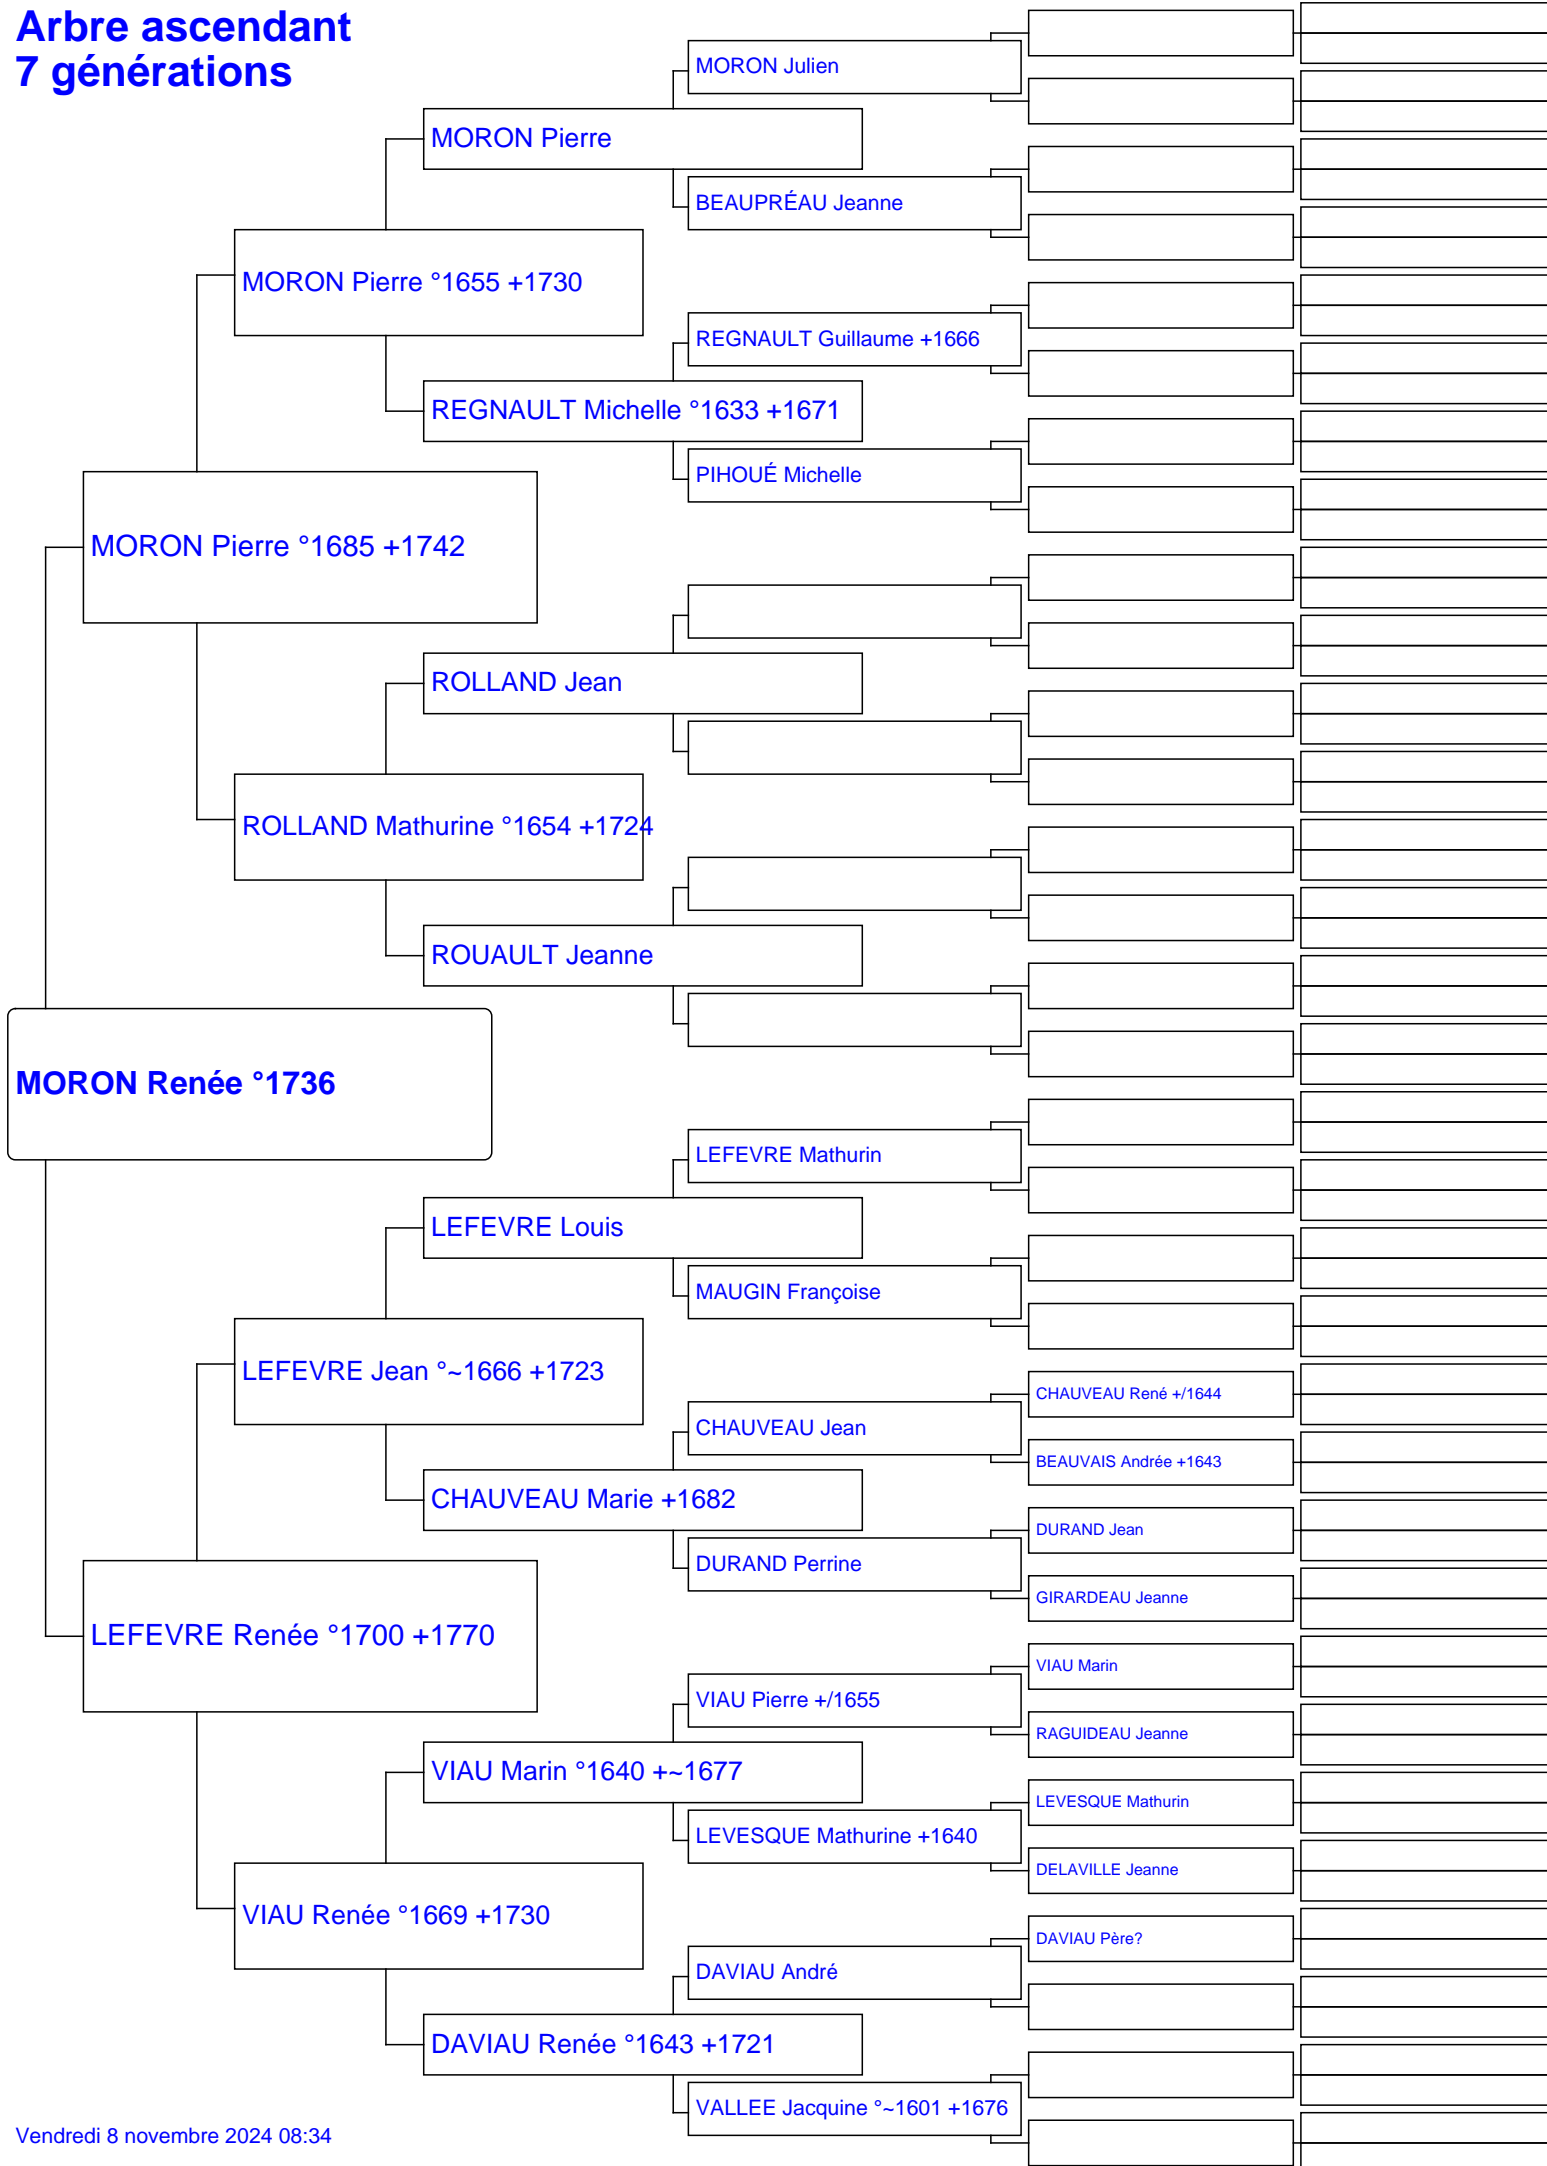 Arbre ascendant
7 générations
MORON Julien
MORON Pierre
BEAUPRÉAU Jeanne
MORON Pierre °1655 +1730
REGNAULT Guillaume +1666
REGNAULT Michelle °1633 +1671
PIHOUÉ Michelle
MORON Pierre °1685 +1742
ROLLAND Jean
ROLLAND Mathurine °1654 +1724
ROUAULT Jeanne
MORON Renée °1736
LEFEVRE Mathurin
LEFEVRE Louis
MAUGIN Françoise
LEFEVRE Jean °~1666 +1723
CHAUVEAU René +/1644
CHAUVEAU Jean
BEAUVAIS Andrée +1643
CHAUVEAU Marie +1682
DURAND Jean
DURAND Perrine
GIRARDEAU Jeanne
LEFEVRE Renée °1700 +1770
VIAU Marin
VIAU Pierre +/1655
RAGUIDEAU Jeanne
VIAU Marin °1640 +~1677
LEVESQUE Mathurin
LEVESQUE Mathurine +1640
DELAVILLE Jeanne
VIAU Renée °1669 +1730
DAVIAU Père?
DAVIAU André
DAVIAU Renée °1643 +1721
VALLEE Jacquine °~1601 +1676
Vendredi 8 novembre 2024 08:34